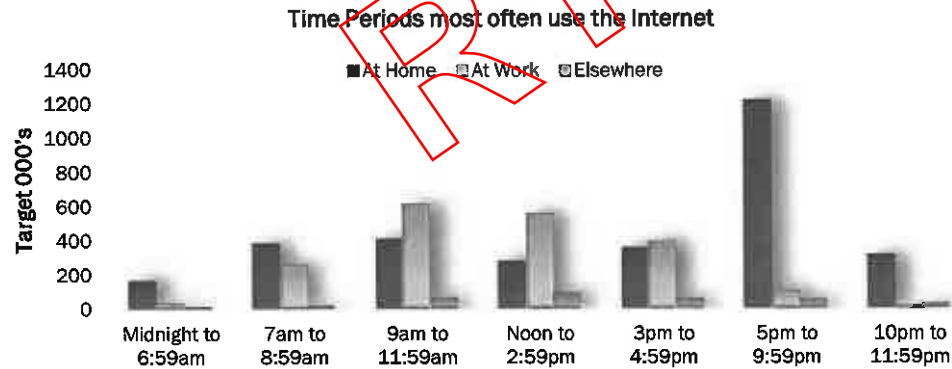 Time Periods most often use the Internet
At Home At Work Elsewhere
Target 000's
1400
1200
1000
800
600
400
200
0
Midnight to 7am to 9am to Noon to 3pm to 5pm to 10pm to
6:59am 8:59am 11:59am 2:59pm 4:59pm 9:59pm 11:59pm